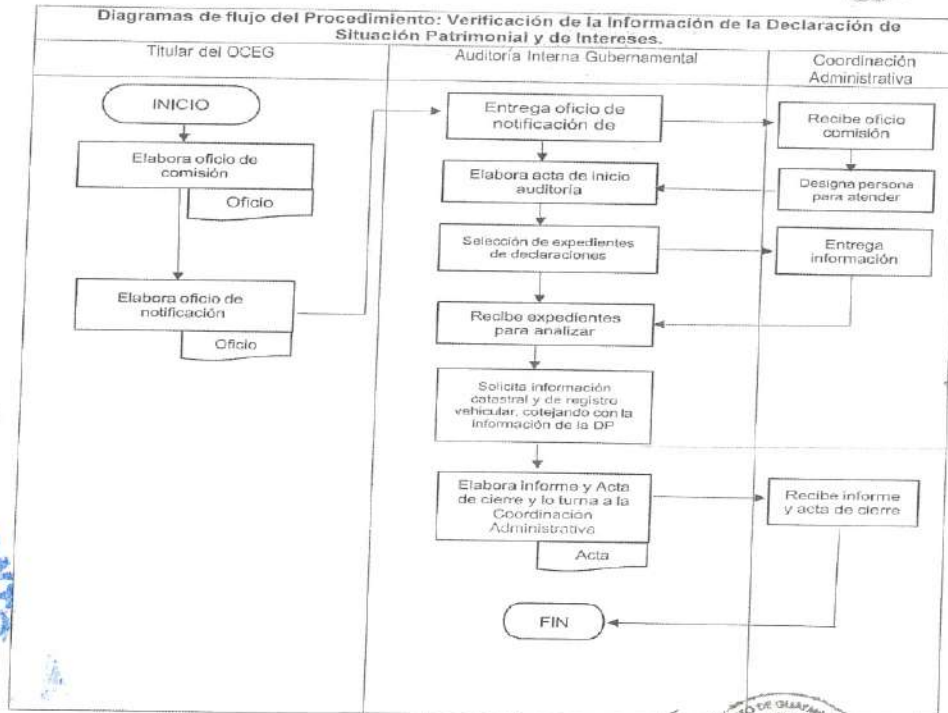 Diagramas de flujo del Procedimiento: Verificación de la Información de la Declaración de
Situación Patrimonial y de Intereses.
Titular del OCEG
Auditoría Interna Gubernamental
Coordinación
Administrativa
INICIO
Elabora oficio de
comisión
Oficio
Elabora oficio de
notificación
Oficio
Entrega oficio de
notificación de
Recibe oficio
comisión
Elabora acta de inicio
auditoría
Designa persona
para atender
Selección de expedientes
de declaraciones
Entrega
información
Recibe expedientes
para analizar
Solicita información
catastral y de registro
vehicular, cotejando con la
información de la DP
Elabora informe y Acta
de cierre y lo turna a la
Coordinación
Administrativa
Acta
Recibe informe
y acta de cierre
FIN
DE